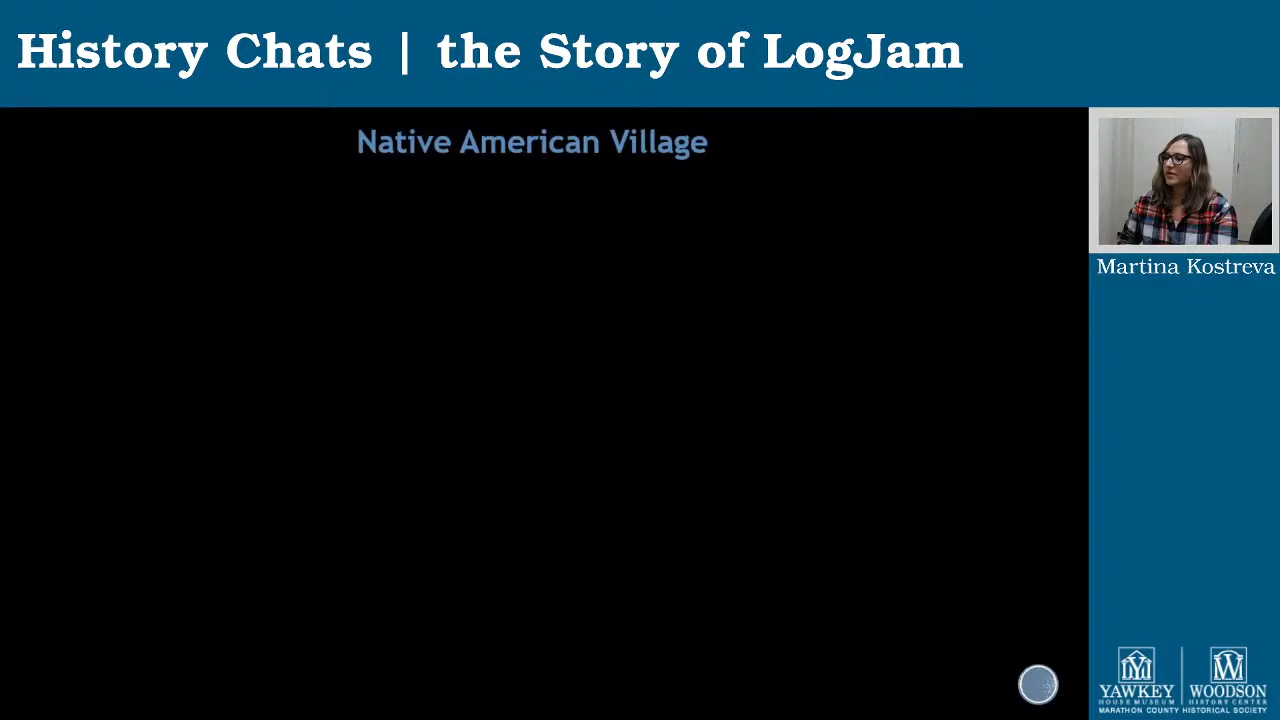 History Chats | the Story of LogJam
Native American Village
Martina Kostreva
YAWKEY
HOUSE MUSEUM
WOODSON
HISTORY CENTER
MARATHON COUNTY HISTORICAL SOCIETY